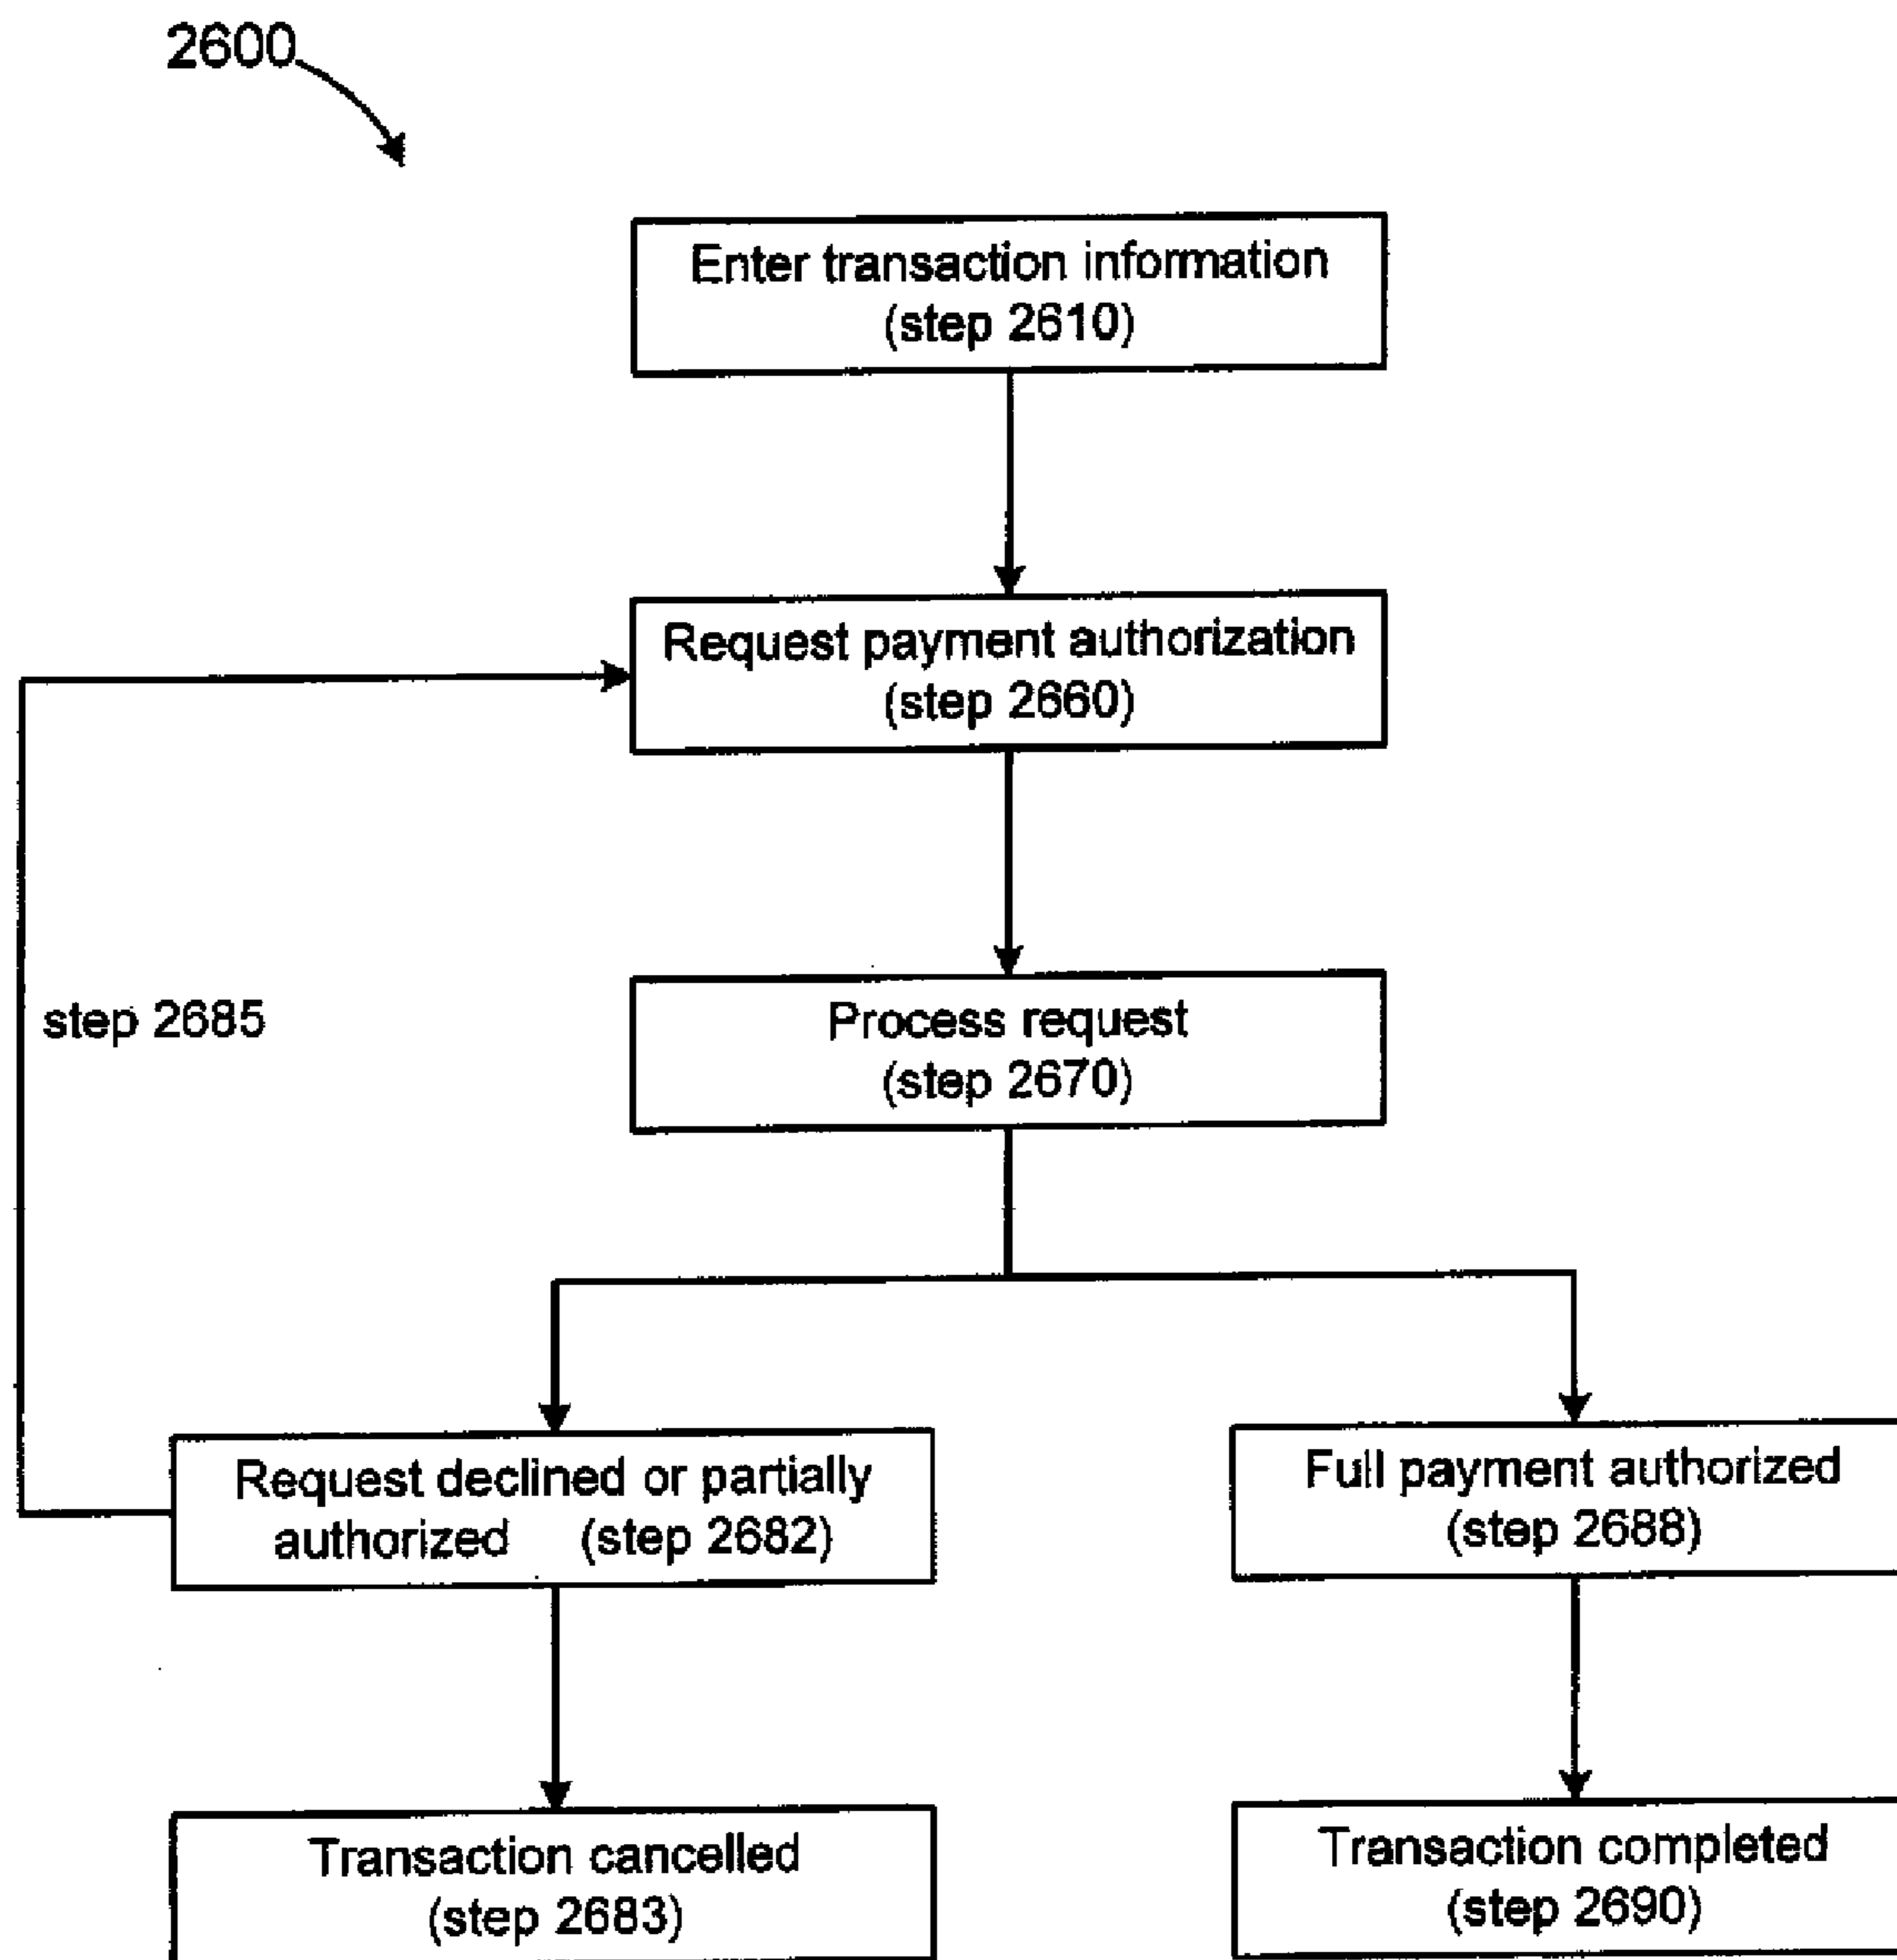 2600
Enter transaction information
(step 2610)
Request payment authorization
(step 2660)
step 2685
Process request
(step 2670)
Request declined or partially
authorized (step 2682)
Full payment authorized
(step 2688)
Transaction cancelled
(step 2683)
Transaction completed
(step 2690)